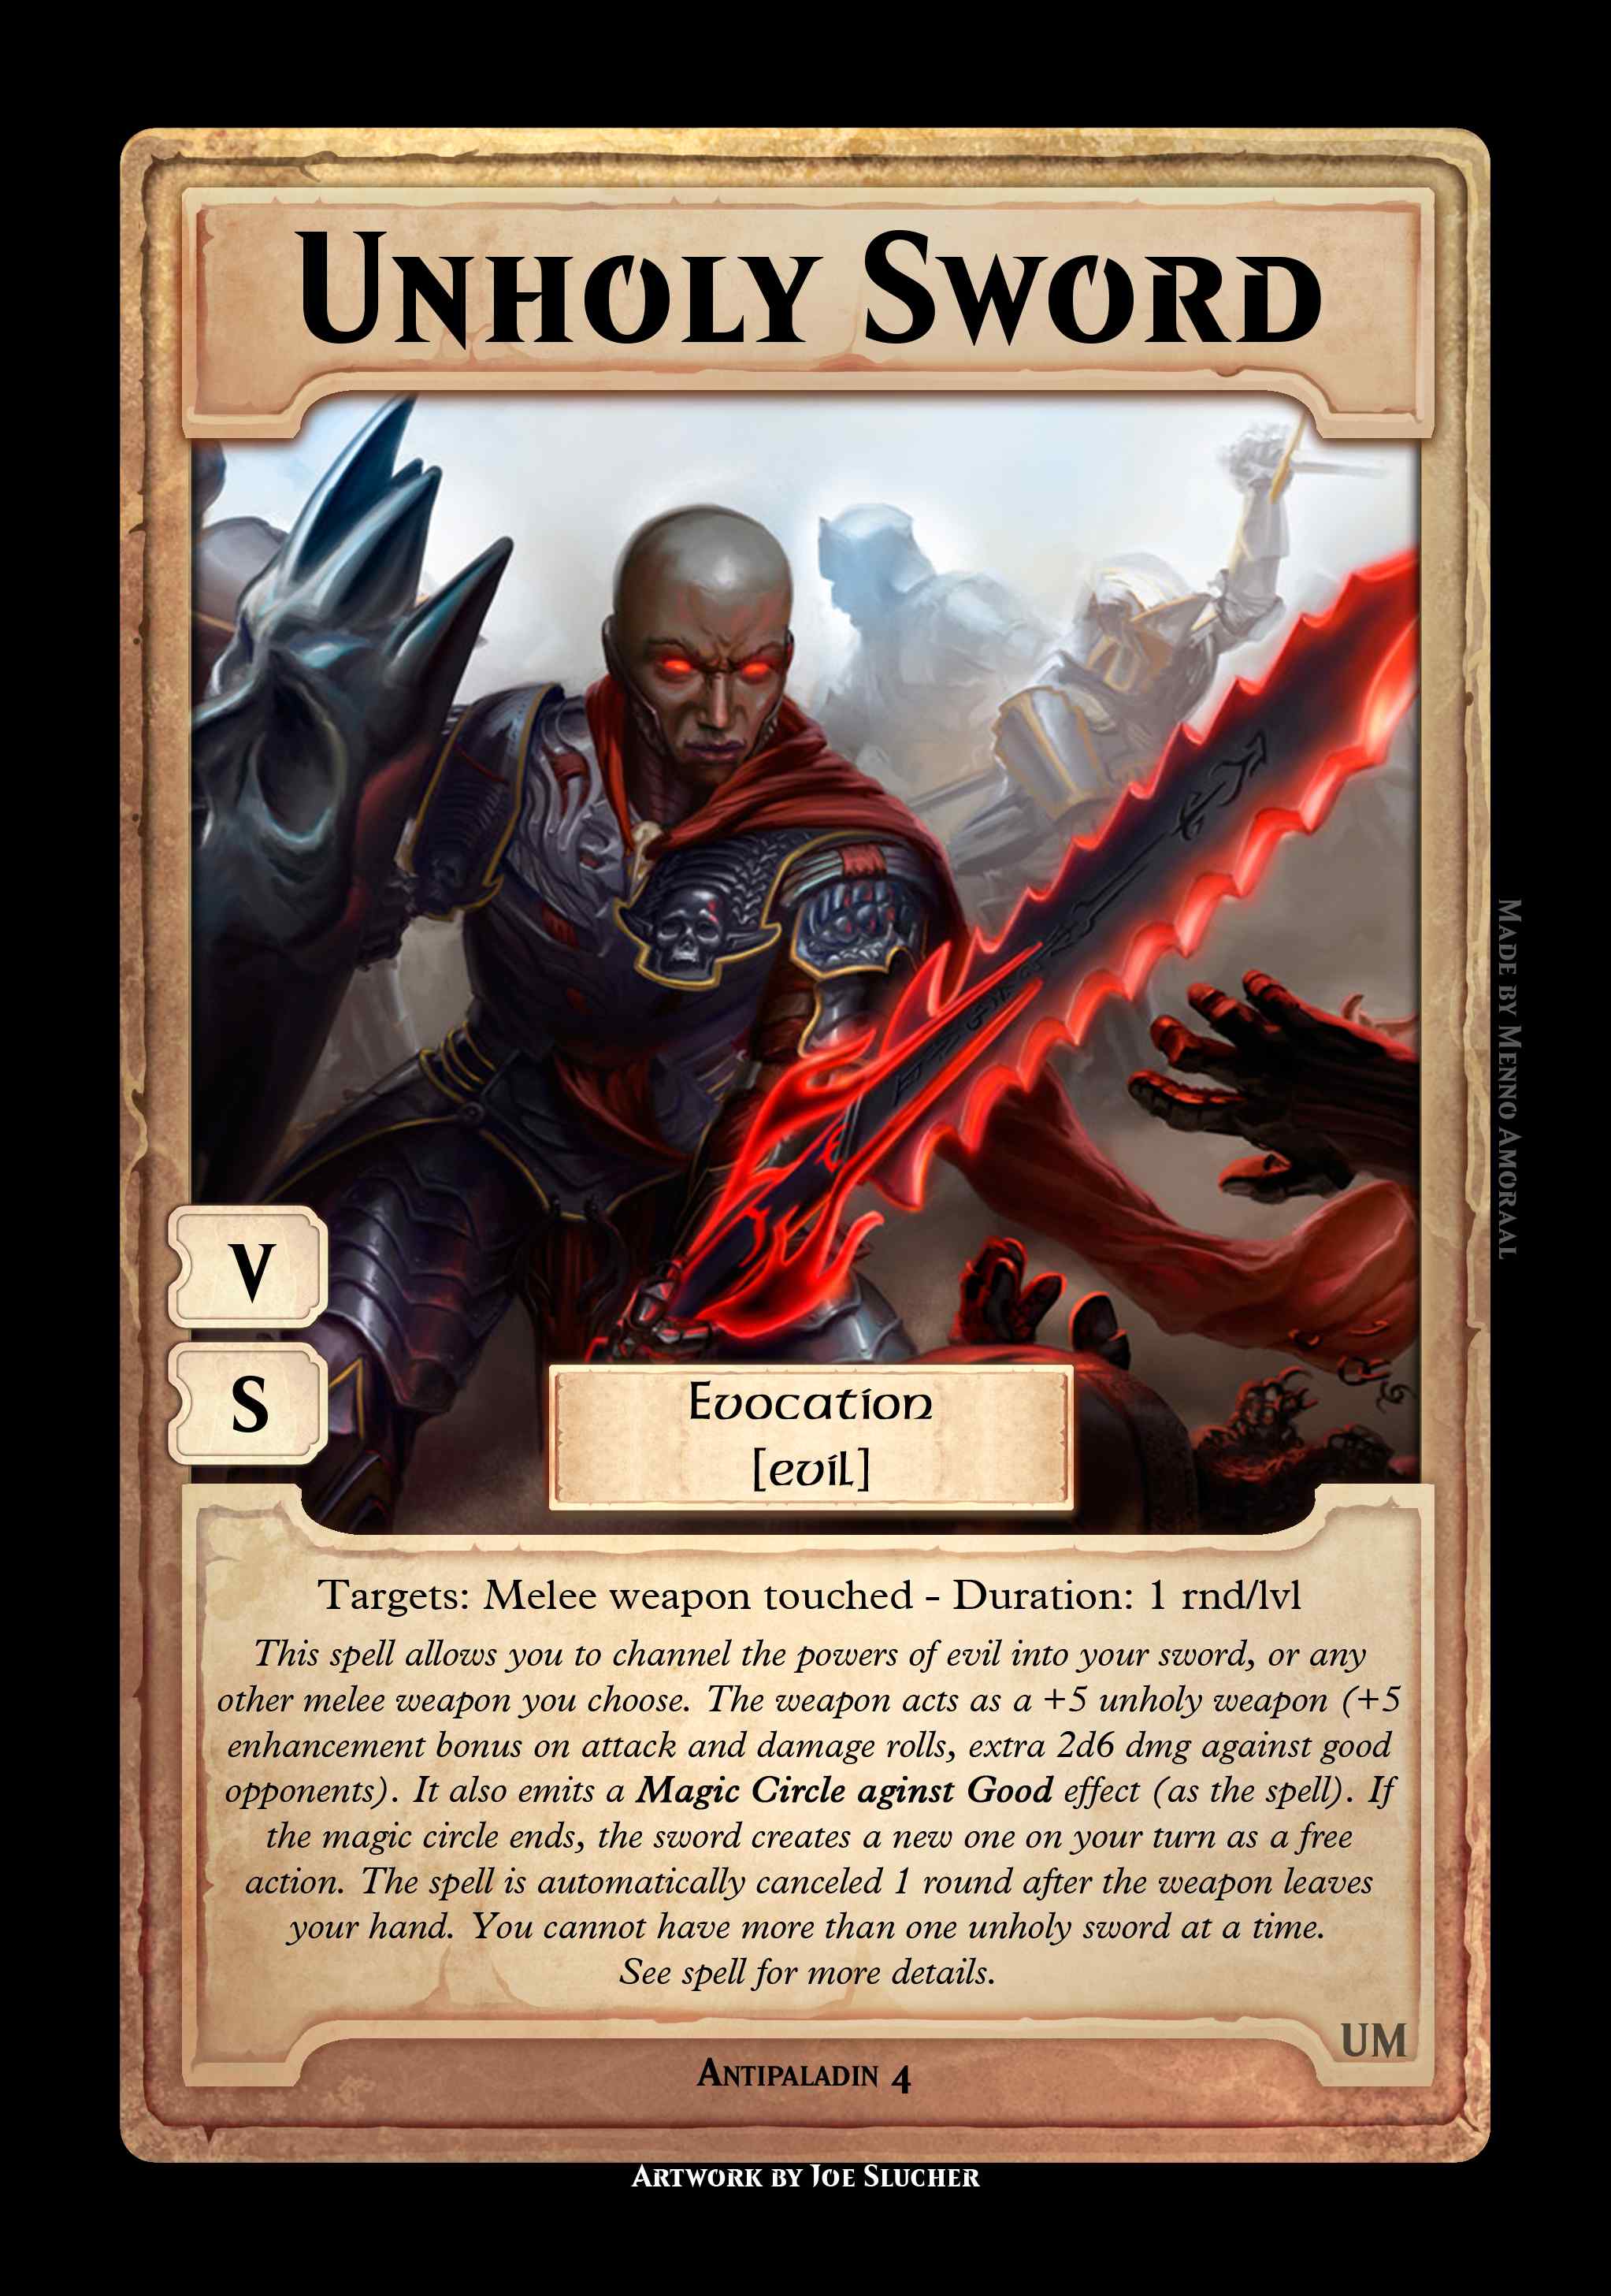 Unholy Sword
V
S
Evocation
[evil]
Targets: Melee weapon touched - Duration: 1 rnd/lvl
This spell allows you to channel the powers of evil into your sword, or any
other melee weapon you choose. The weapon acts as a +5 unholy weapon (+5
enhancement bonus on attack and damage rolls, extra 2d6 dmg against good
opponents). It also emits a Magic Circle aginst Good effect (as the spell). If
the magic circle ends, the sword creates a new one on your turn as a free
action. The spell is automatically canceled 1 round after the weapon leaves
your hand. You cannot have more than one unholy sword at a time.
See spell for more details.
UM
Antipaladin 4
Artwork by Joe Slucher
Made by Menno Amoraal